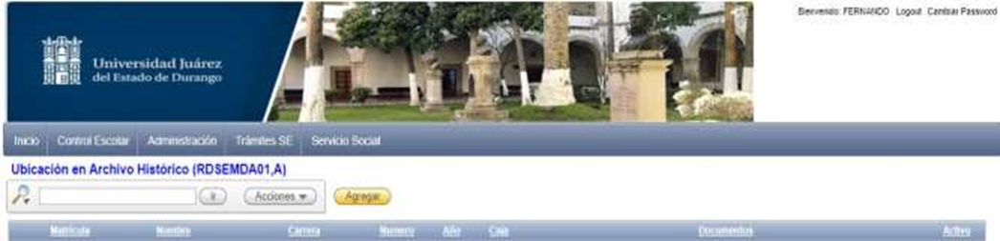 Bienvenido: FERNANDO Logout Cambiar Password
Universidad Juárez
del Estado de Durango
Inicio Control Escolar Administración Trámites SE Servicio Social
Ubicación en Archivo Histórico (RDSEMDA01,A)
Ir Acciones Agregar
Matrícula Nombre Carrera Numero Año Caja Documentos Activo